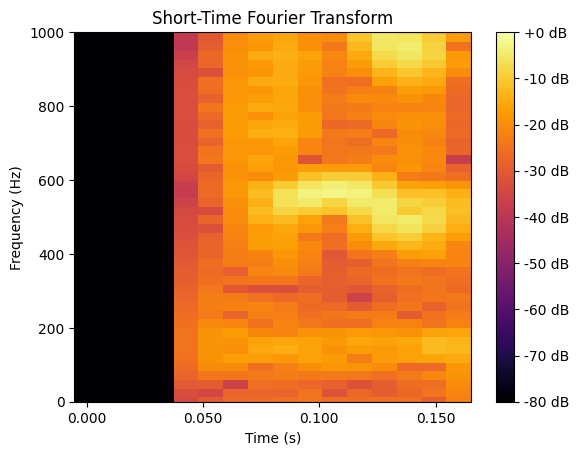 Short-Time Fourier Transform
1000
800
600
400
200
0
Frequency (Hz)
0.000
0.050
0.100
0.150
Time (s)
+0 dB
-10 dB
-20 dB
-30 dB
-40 dB
-50 dB
-60 dB
-70 dB
-80 dB